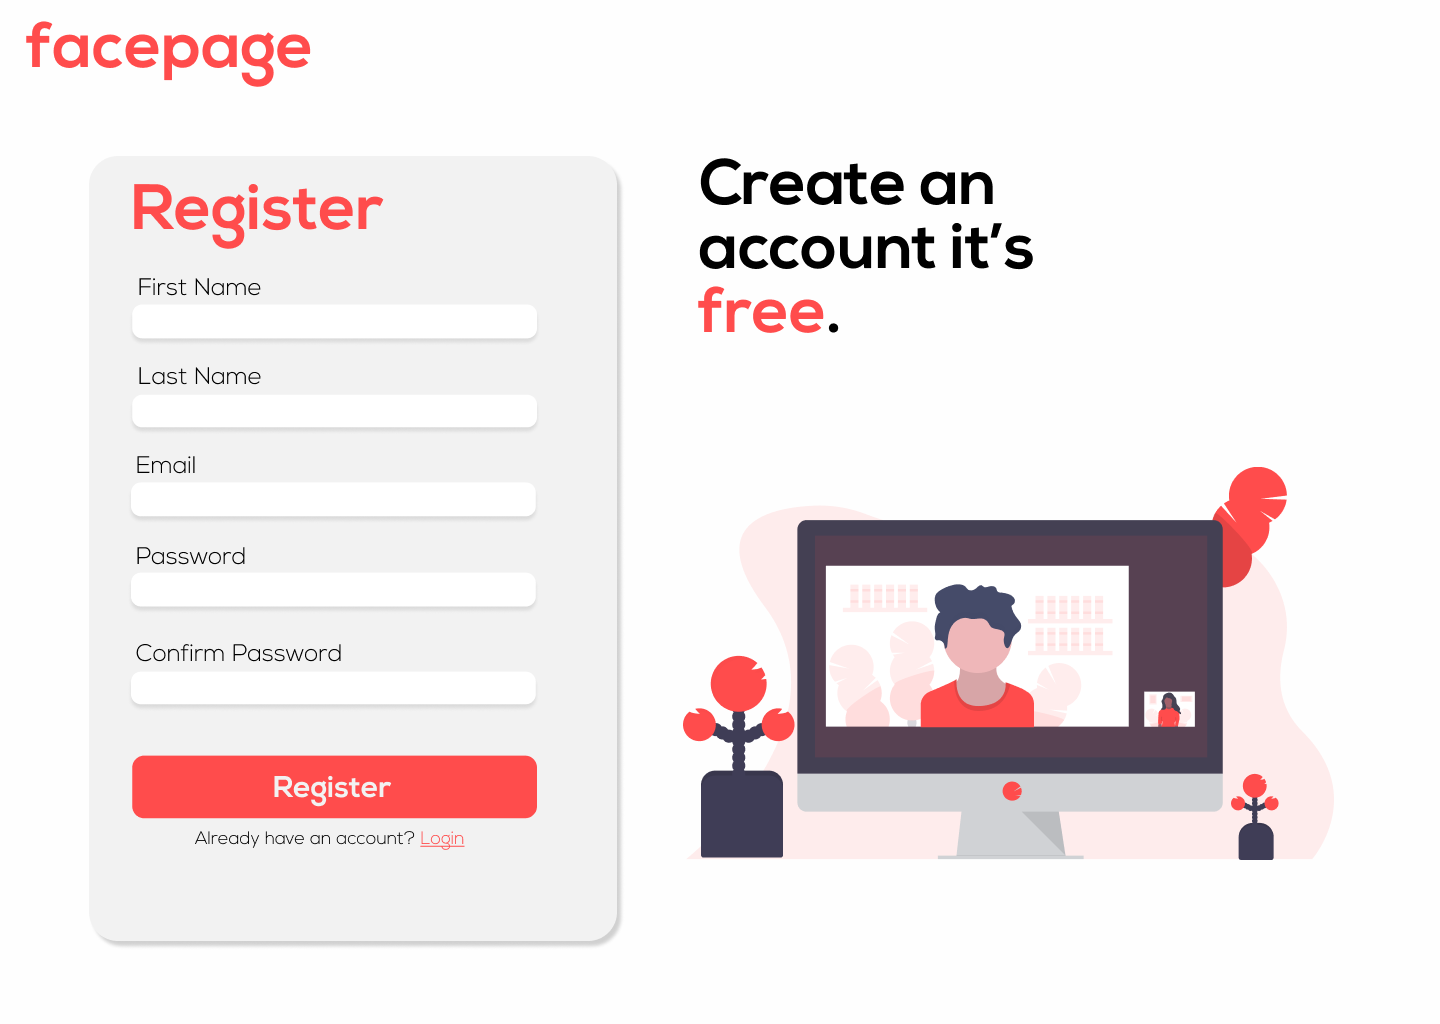 facepage
Register
First Name
Last Name
Email
Password
Confirm Password
Register
Already have an account? Login
Create an
account it’s
free.